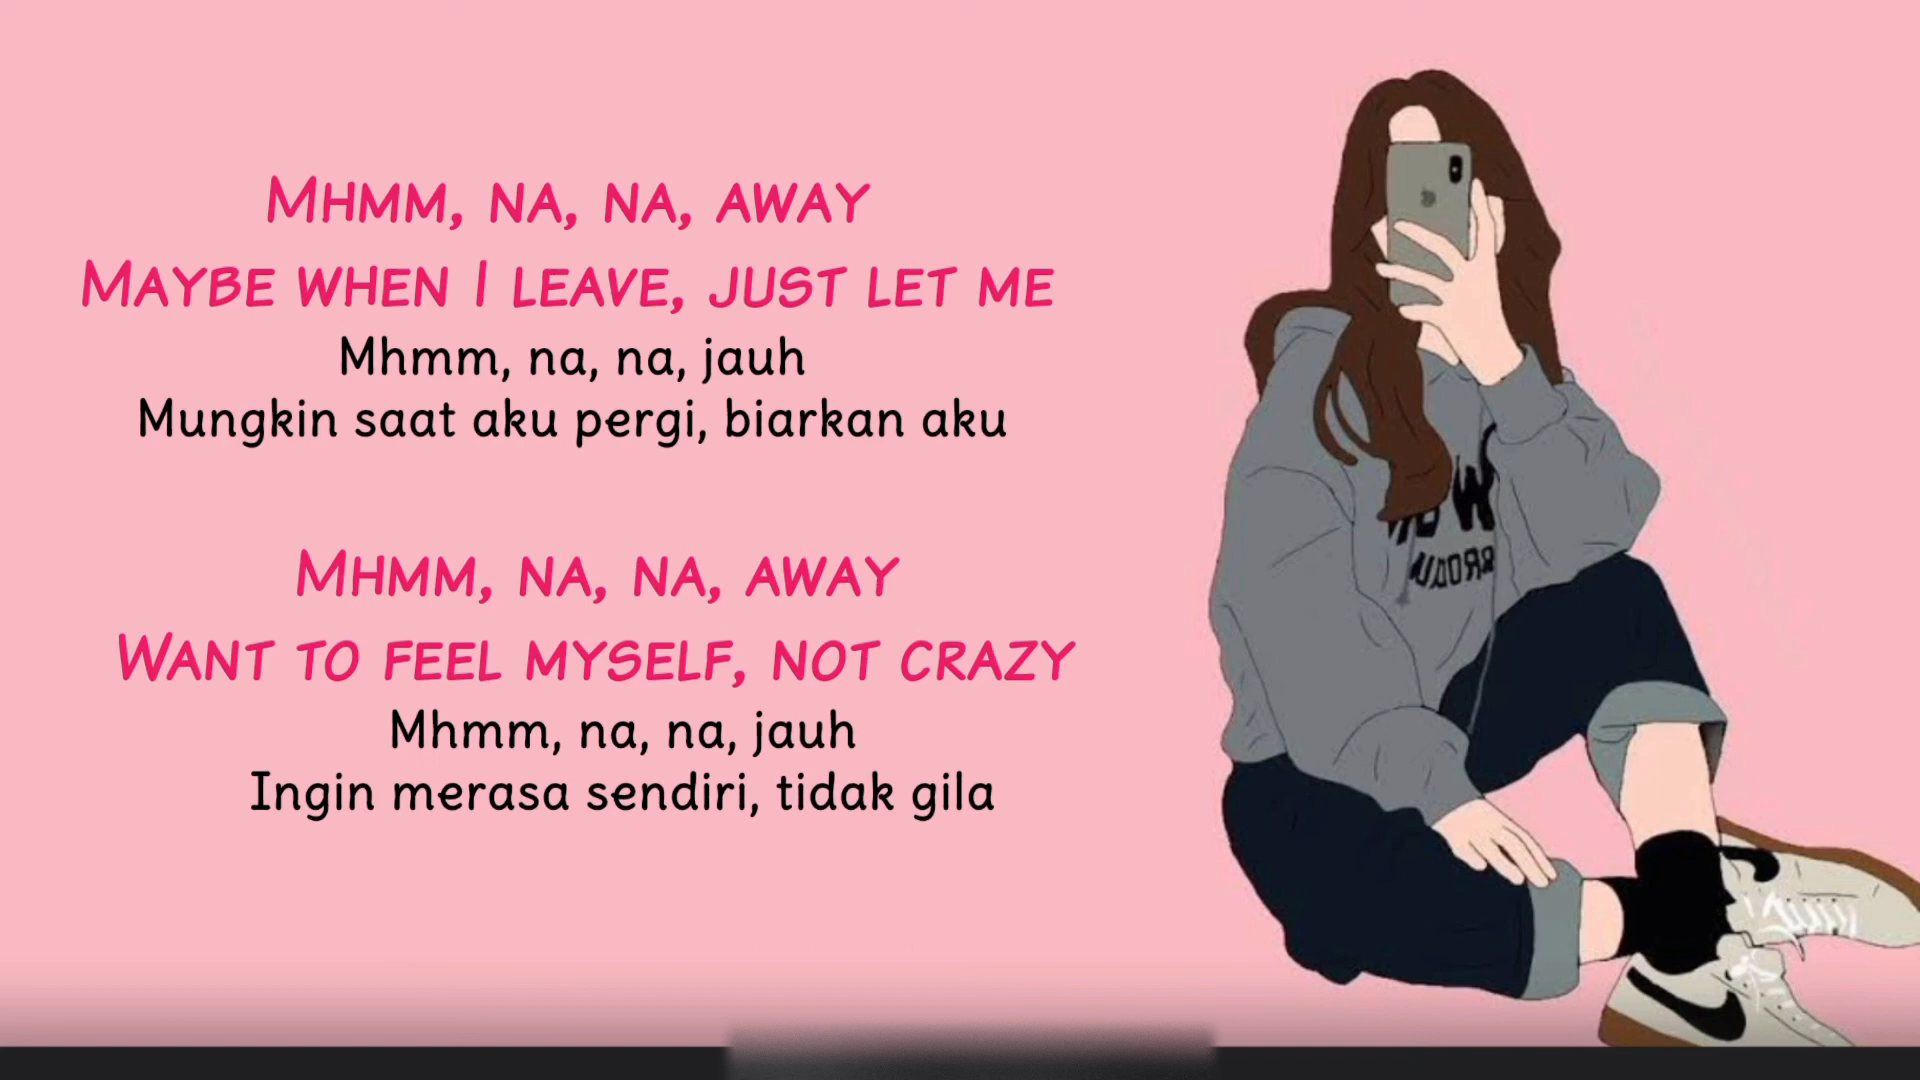 Mhmm, na, na, away
Maybe when I leave, just let me
Mhmm, na, na, jauh
Mungkin saat aku pergi, biarkan aku
Mhmm, na, na, away
Want to feel myself, not crazy
Mhmm, na, na, jauh
Ingin merasa sendiri, tidak gila